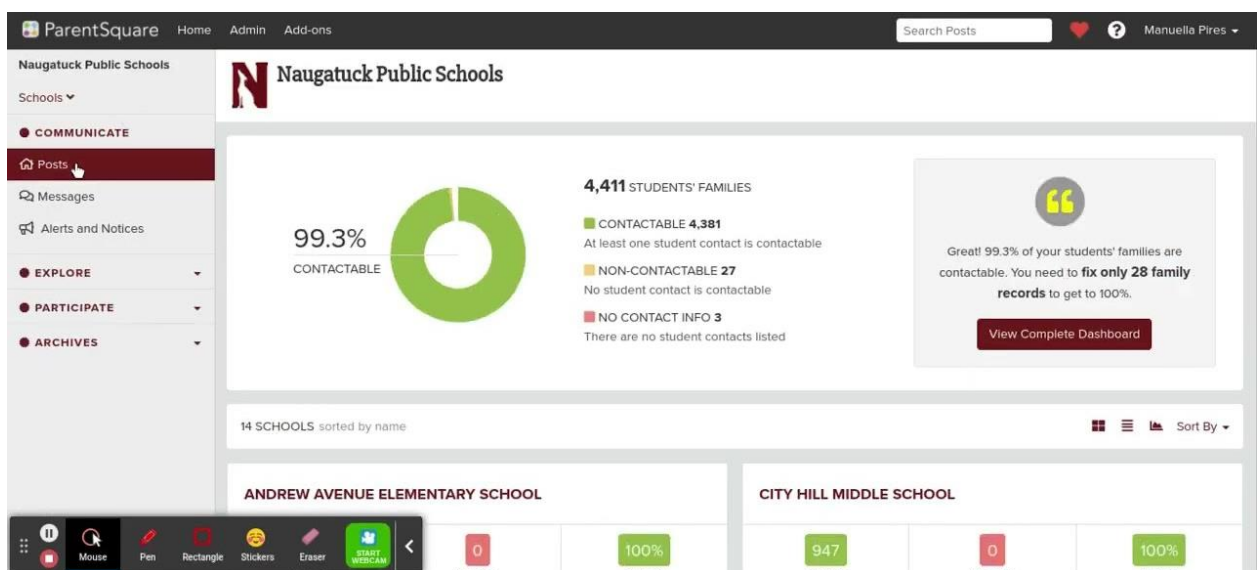 ParentSquare Home Admin Add-ons Search Posts ? Manuella Pires
Naugatuck Public Schools
Schools
COMMUNICATE
Posts
Messages
Alerts and Notices
EXPLORE
PARTICIPATE
ARCHIVES
N Naugatuck Public Schools
99.3%
CONTACTABLE
4,411 STUDENTS' FAMILIES
CONTACTABLE 4,381
At least one student contact is contactable
NON-CONTACTABLE 27
No student contact is contactable
NO CONTACT INFO 3
There are no student contacts listed
Great! 99.3% of your students' families are
contactable. You need to fix only 28 family
records to get to 100%.
View Complete Dashboard
14 SCHOOLS sorted by name Sort By
ANDREW AVENUE ELEMENTARY SCHOOL
0 100%
CITY HILL MIDDLE SCHOOL
947 0 100%
Mouse Pen Rectangle Stickers Eraser START
WEBCAM